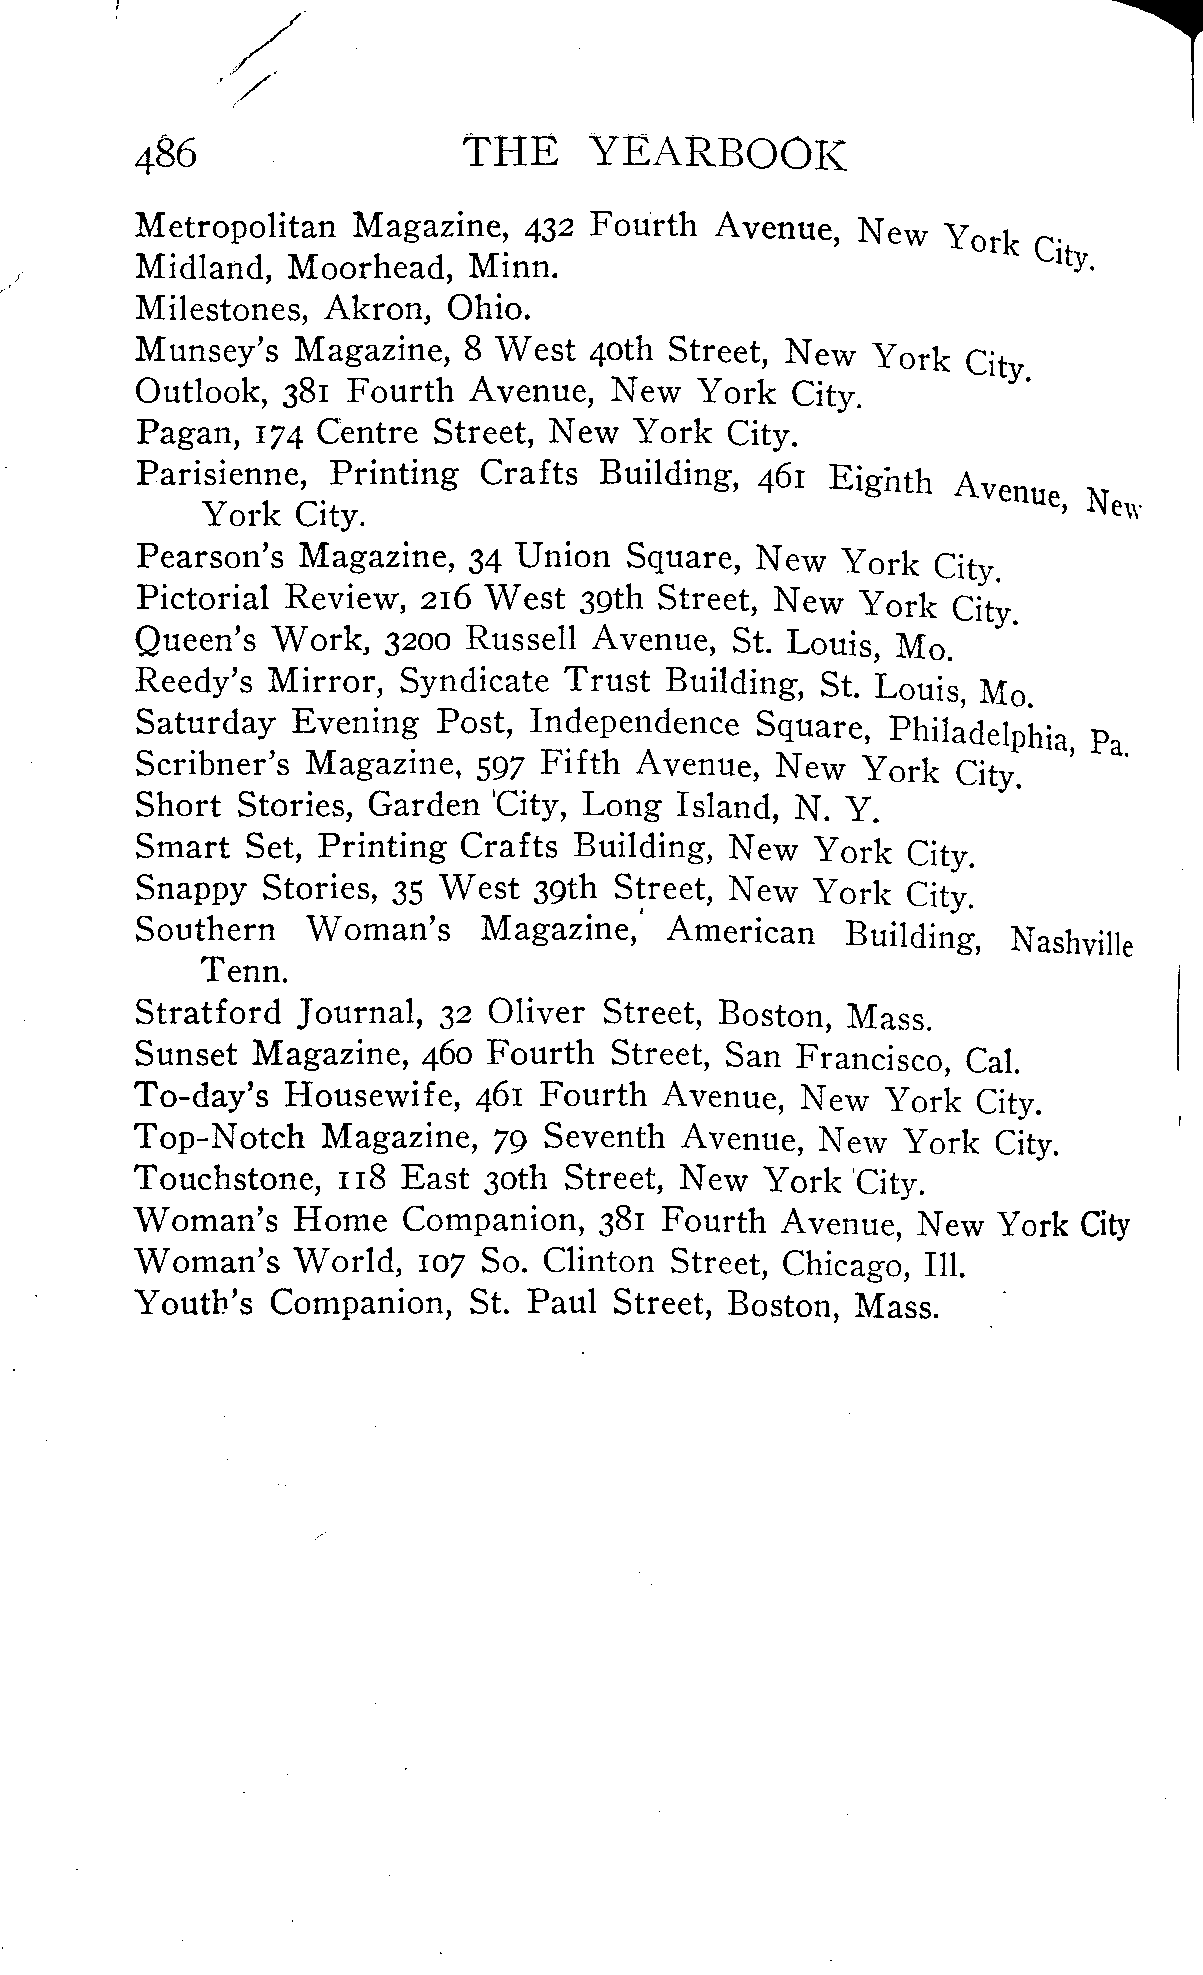 486 THE YEARBOOK
Metropolitan Magazine, 432 Fourth Avenue, New York City.
Midland, Moorhead, Minn.
Milestones, Akron, Ohio.
Munsey's Magazine, 8 West 40th Street, New York City.
Outlook, 381 Fourth Avenue, New York City.
Pagan, 174 Centre Street, New York City.
Parisienne, Printing Crafts Building, 461 Eighth Avenue, New
York City.
Pearson's Magazine, 34 Union Square, New York City.
Pictorial Review, 216 West 39th Street, New York City.
Queen's Work, 3200 Russell Avenue, St. Louis, Mo.
Reedy's Mirror, Syndicate Trust Building, St. Louis, Mo.
Saturday Evening Post, Independence Square, Philadelphia, Pa.
Scribner's Magazine, 597 Fifth Avenue, New York City.
Short Stories, Garden City, Long Island, N. Y.
Smart Set, Printing Crafts Building, New York City.
Snappy Stories, 35 West 39th Street, New York City.
Southern Woman's Magazine, American Building, Nashville
Tenn.
Stratford Journal, 32 Oliver Street, Boston, Mass.
Sunset Magazine, 460 Fourth Street, San Francisco, Cal.
To-day's Housewife, 461 Fourth Avenue, New York City.
Top-Notch Magazine, 79 Seventh Avenue, New York City.
Touchstone, 118 East 30th Street, New York City.
Woman's Home Companion, 381 Fourth Avenue, New York City
Woman's World, 107 So. Clinton Street, Chicago, Ill.
Youth's Companion, St. Paul Street, Boston, Mass.